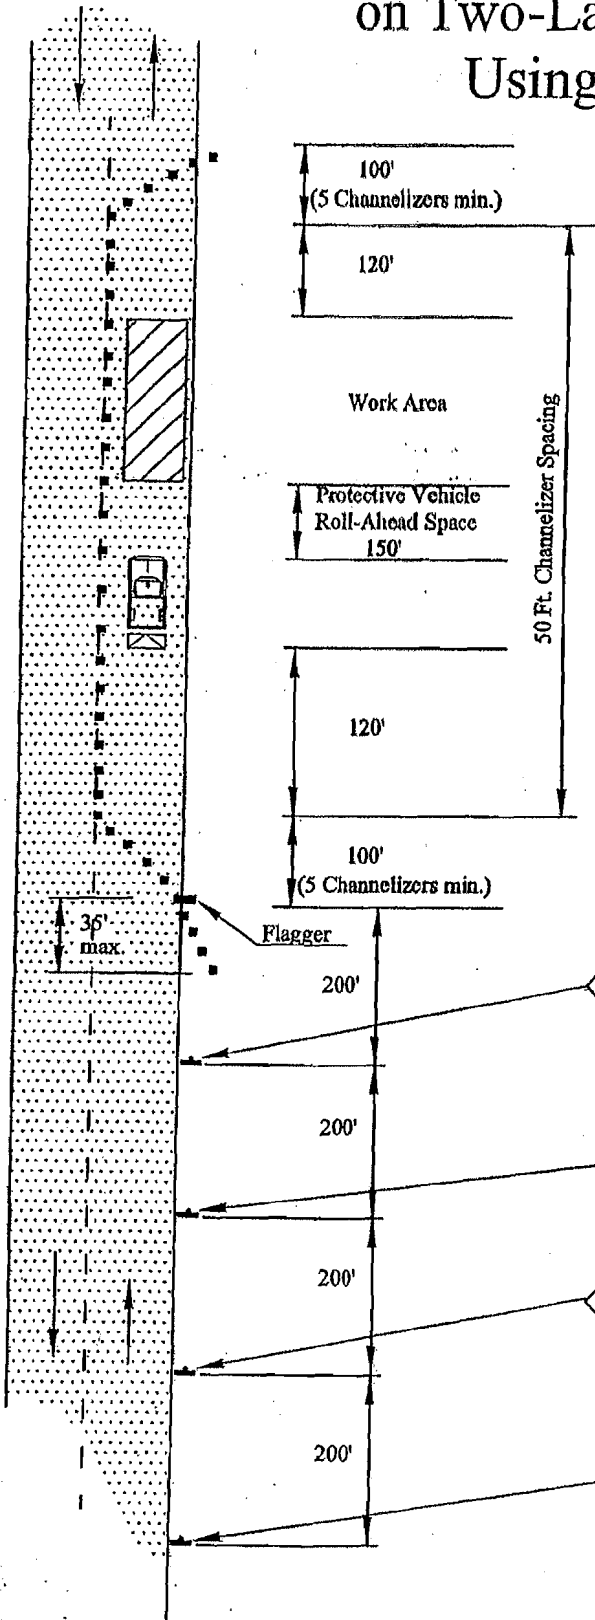 on Two-La
Using
100'
(5 Channelizers min.)
120'
Work Area
Protective Vehicle
Roll-Ahead Space
150'
50 Ft. Channelizer Spacing
120'
100'
(5 Channelizers min.)
36'
max.
Flagger
200'
200'
200'
200'